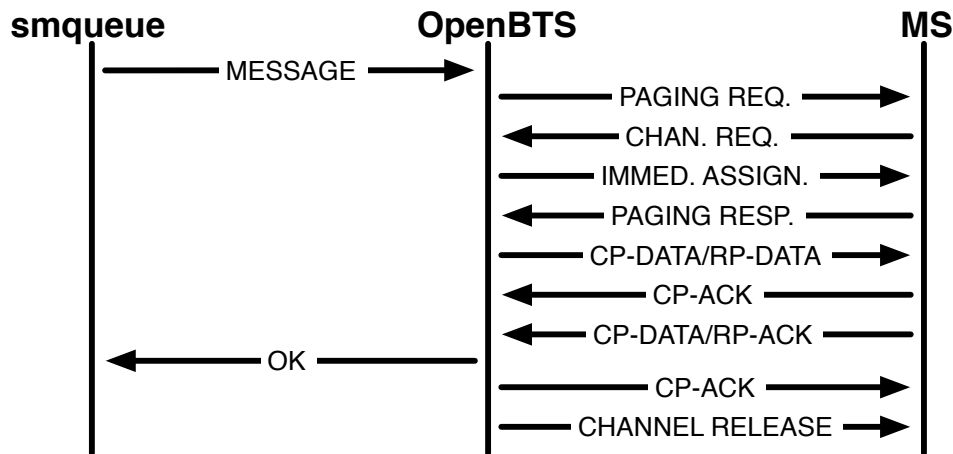 smqueue OpenBTS MS
MESSAGE
PAGING REQ.
CHAN. REQ.
IMMED. ASSIGN.
PAGING RESP.
CP-DATA/RP-DATA
CP-ACK
CP-DATA/RP-ACK
OK
CP-ACK
CHANNEL RELEASE